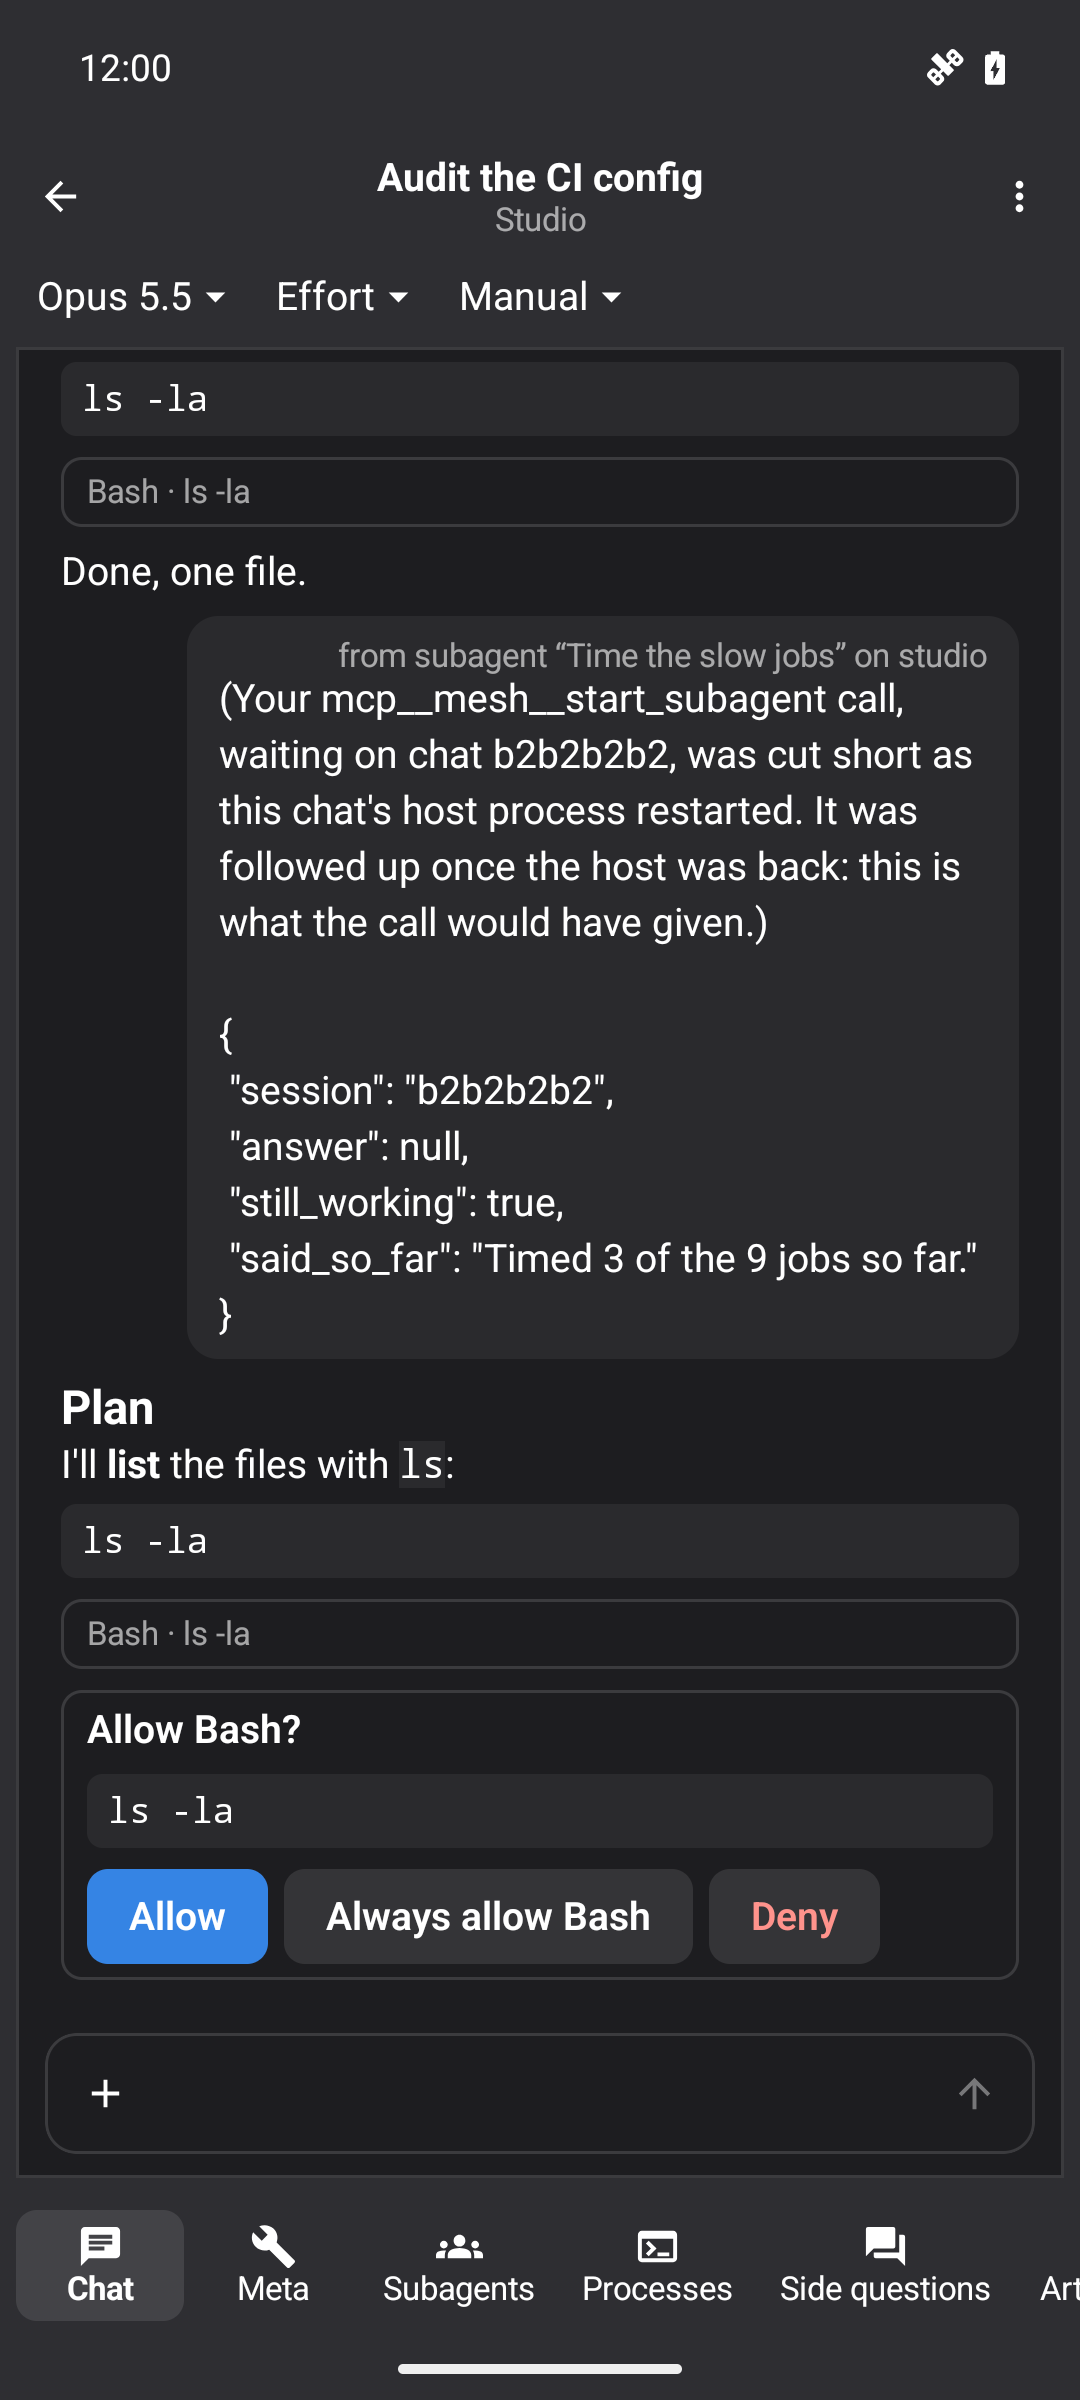 12:00
Audit the CI config
Studio
Opus 5.5
Effort
Manual
ls -la
Bash · ls -la
Done, one file.
from subagent “Time the slow jobs” on studio
(Your mcp__mesh__start_subagent call,
waiting on chat b2b2b2b2, was cut short as
this chat's host process restarted. It was
followed up once the host was back: this is
what the call would have given.)
{
"session": "b2b2b2b2",
"answer": null,
"still_working": true,
"said_so_far": "Timed 3 of the 9 jobs so far."
}
Plan
I'll list the files with ls:
ls -la
Bash · ls -la
Allow Bash?
ls -la
Allow
Always allow Bash
Deny
Chat
Meta
Subagents
Processes
Side questions
Art